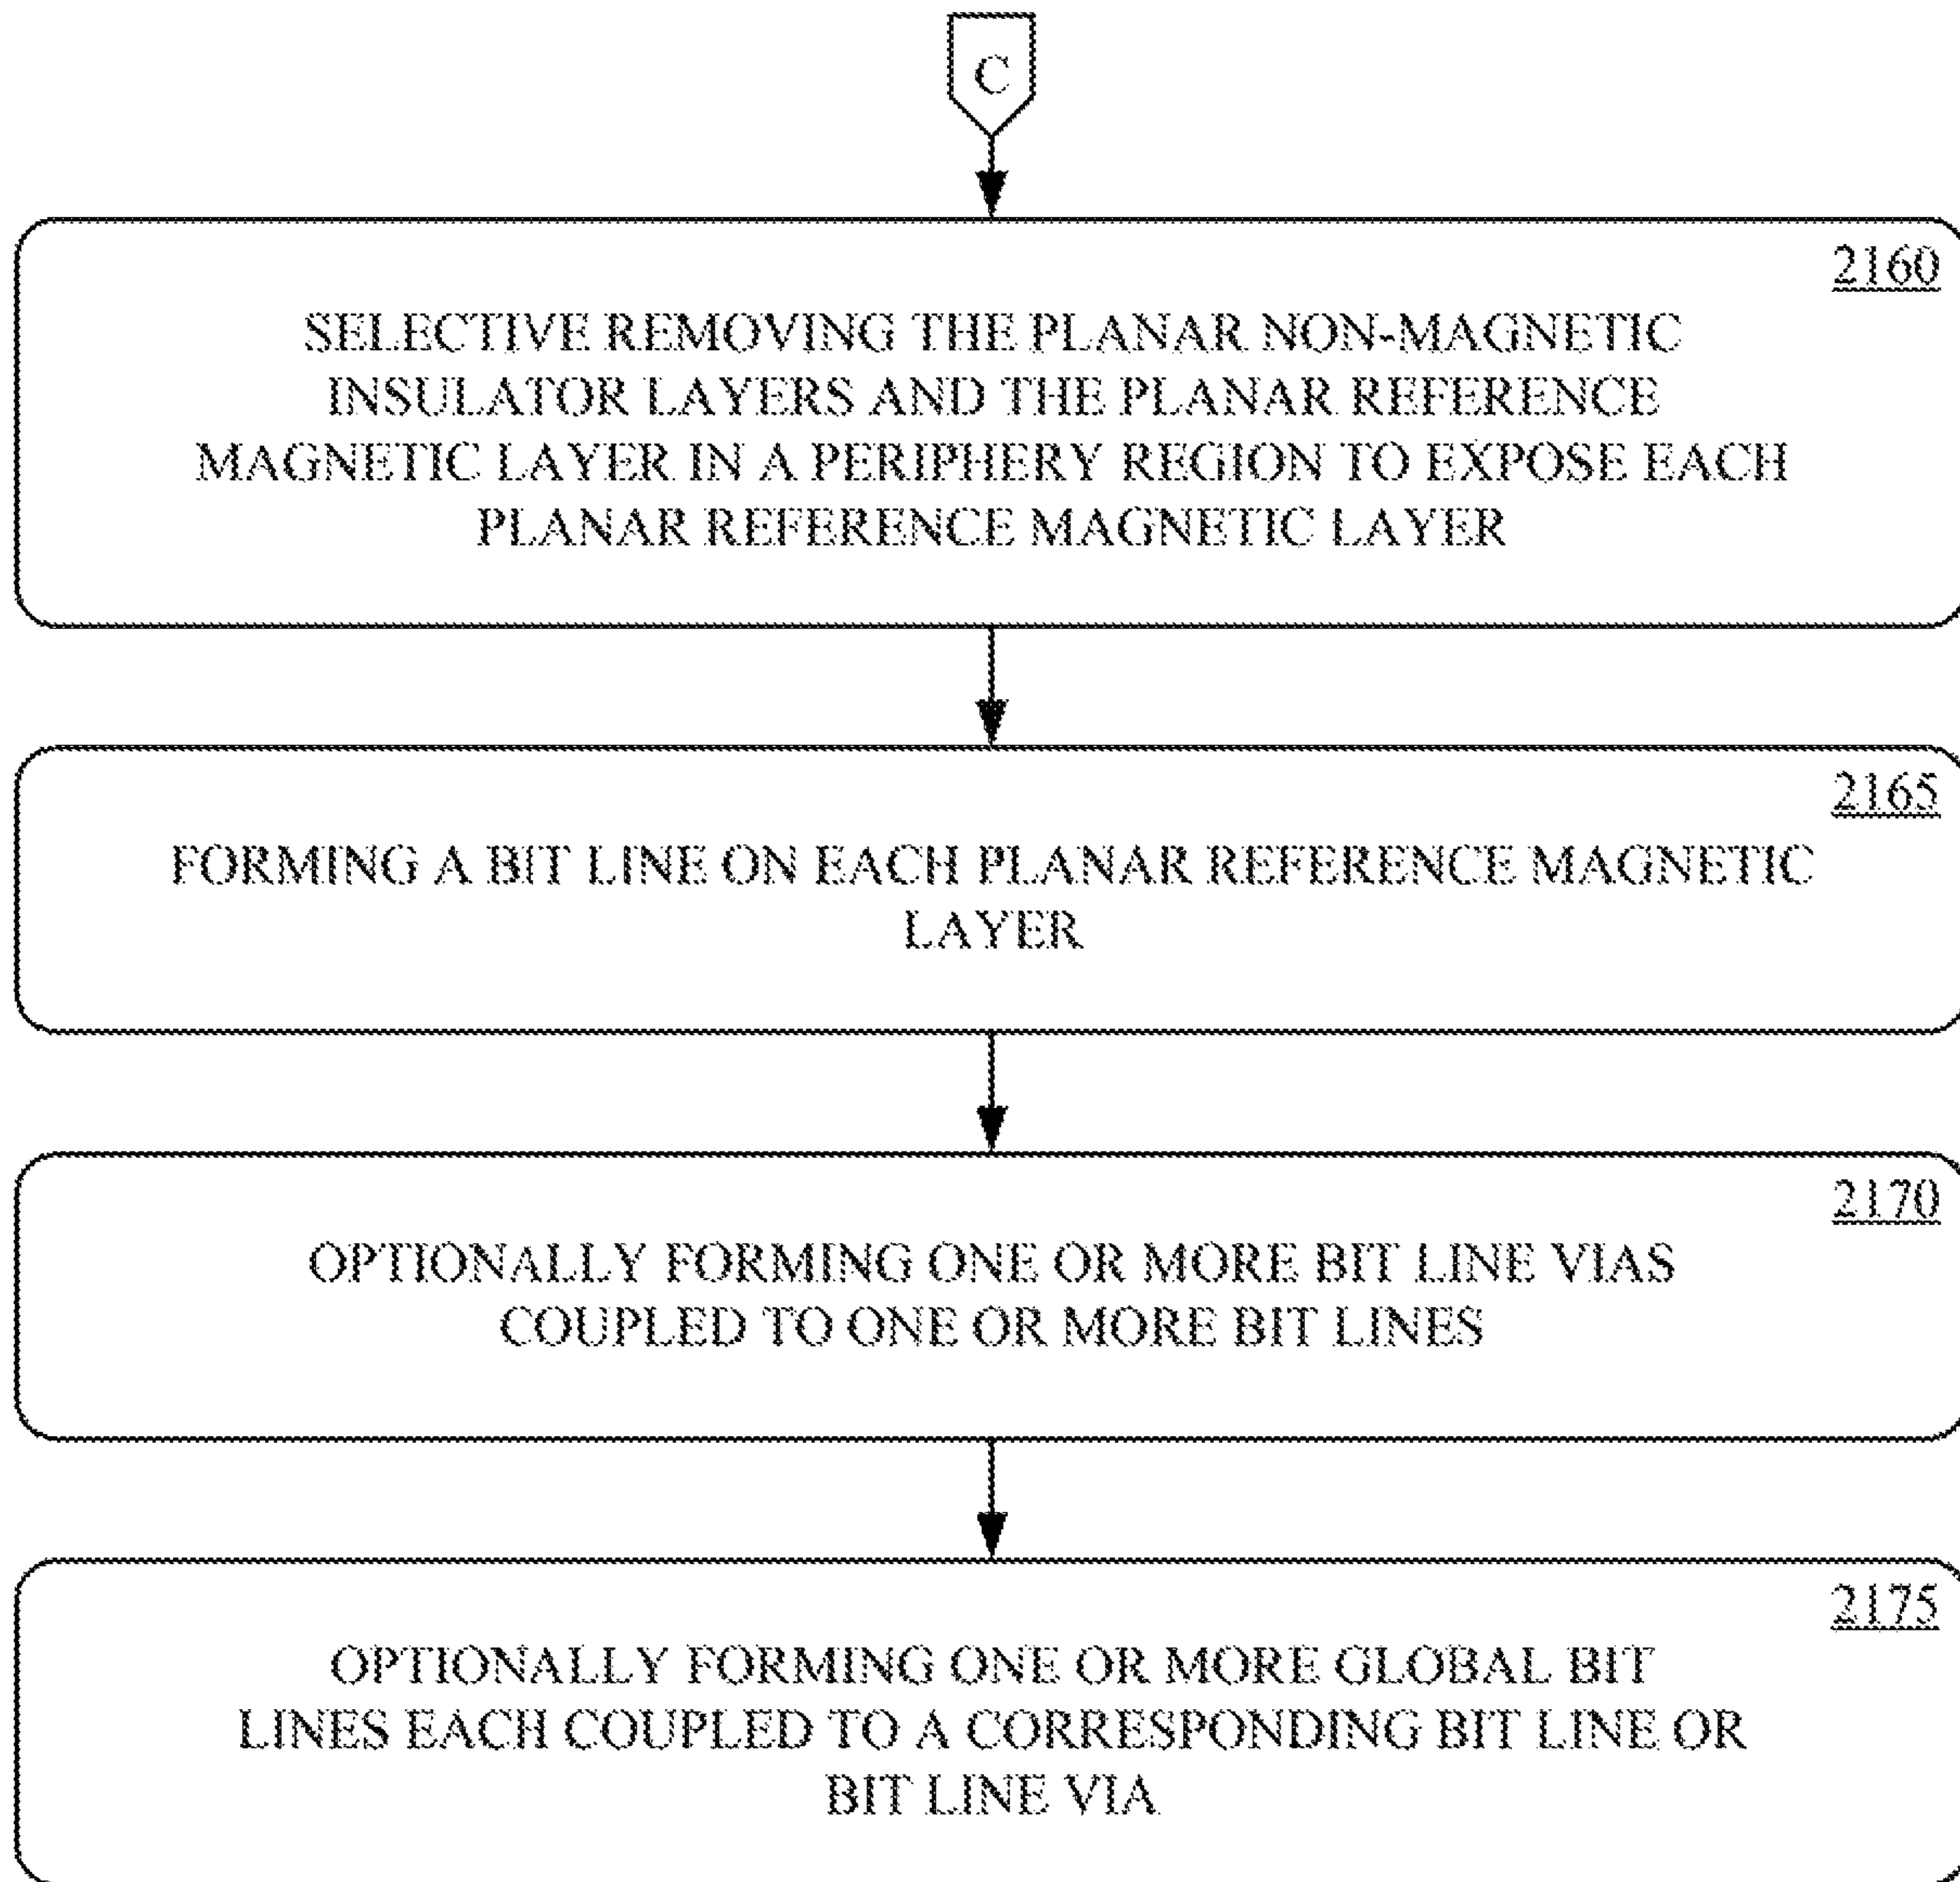 C
2160
SELECTIVE REMOVING THE PLANAR NON-MAGNETIC
INSULATOR LAYERS AND THE PLANAR REFERENCE
MAGNETIC LAYER IN A PERIPHERY REGION TO EXPOSE EACH
PLANAR REFERENCE MAGNETIC LAYER
2165
FORMING A BIT LINE ON EACH PLANAR REFERENCE MAGNETIC
LAYER
2170
OPTIONALLY FORMING ONE OR MORE BIT LINE VIAS
COUPLED TO ONE OR MORE BIT LINES
2175
OPTIONALLY FORMING ONE OR MORE GLOBAL BIT
LINES EACH COUPLED TO A CORRESPONDING BIT LINE OR
BIT LINE VIA